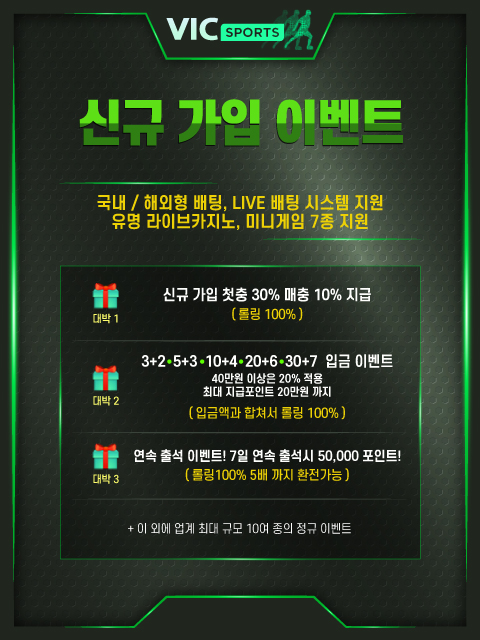 VIC SPORTS
신규 가입 이벤트
국내 / 해외형 배팅, LIVE 배팅 시스템 지원
유명 라이브카지노, 미니게임 7종 지원
대박 1
신규 가입 첫충 30% 매충 10% 지급
( 롤링 100% )
대박 2
3+2•5+3•10+4•20+6•30+7 입금 이벤트
40만원 이상은 20% 적용
최대 지급포인트 20만원 까지
( 입금액과 합쳐서 롤링 100% )
대박 3
연속 출석 이벤트! 7일 연속 출석시 50,000 포인트!
( 롤링100% 5배 까지 환전가능 )
+ 이 외에 업계 최대 규모 10여 종의 정규 이벤트